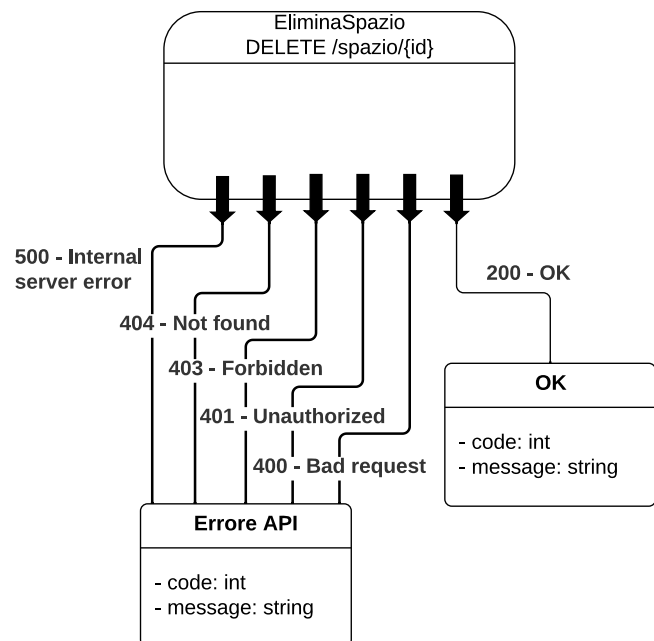 EliminaSpazio
DELETE /spazio/{id}
500 - Internal
server error
200 - OK
404 - Not found
403 - Forbidden
401 - Unauthorized
400 - Bad request
OK
- code: int
- message: string
Errore API
- code: int
- message: string